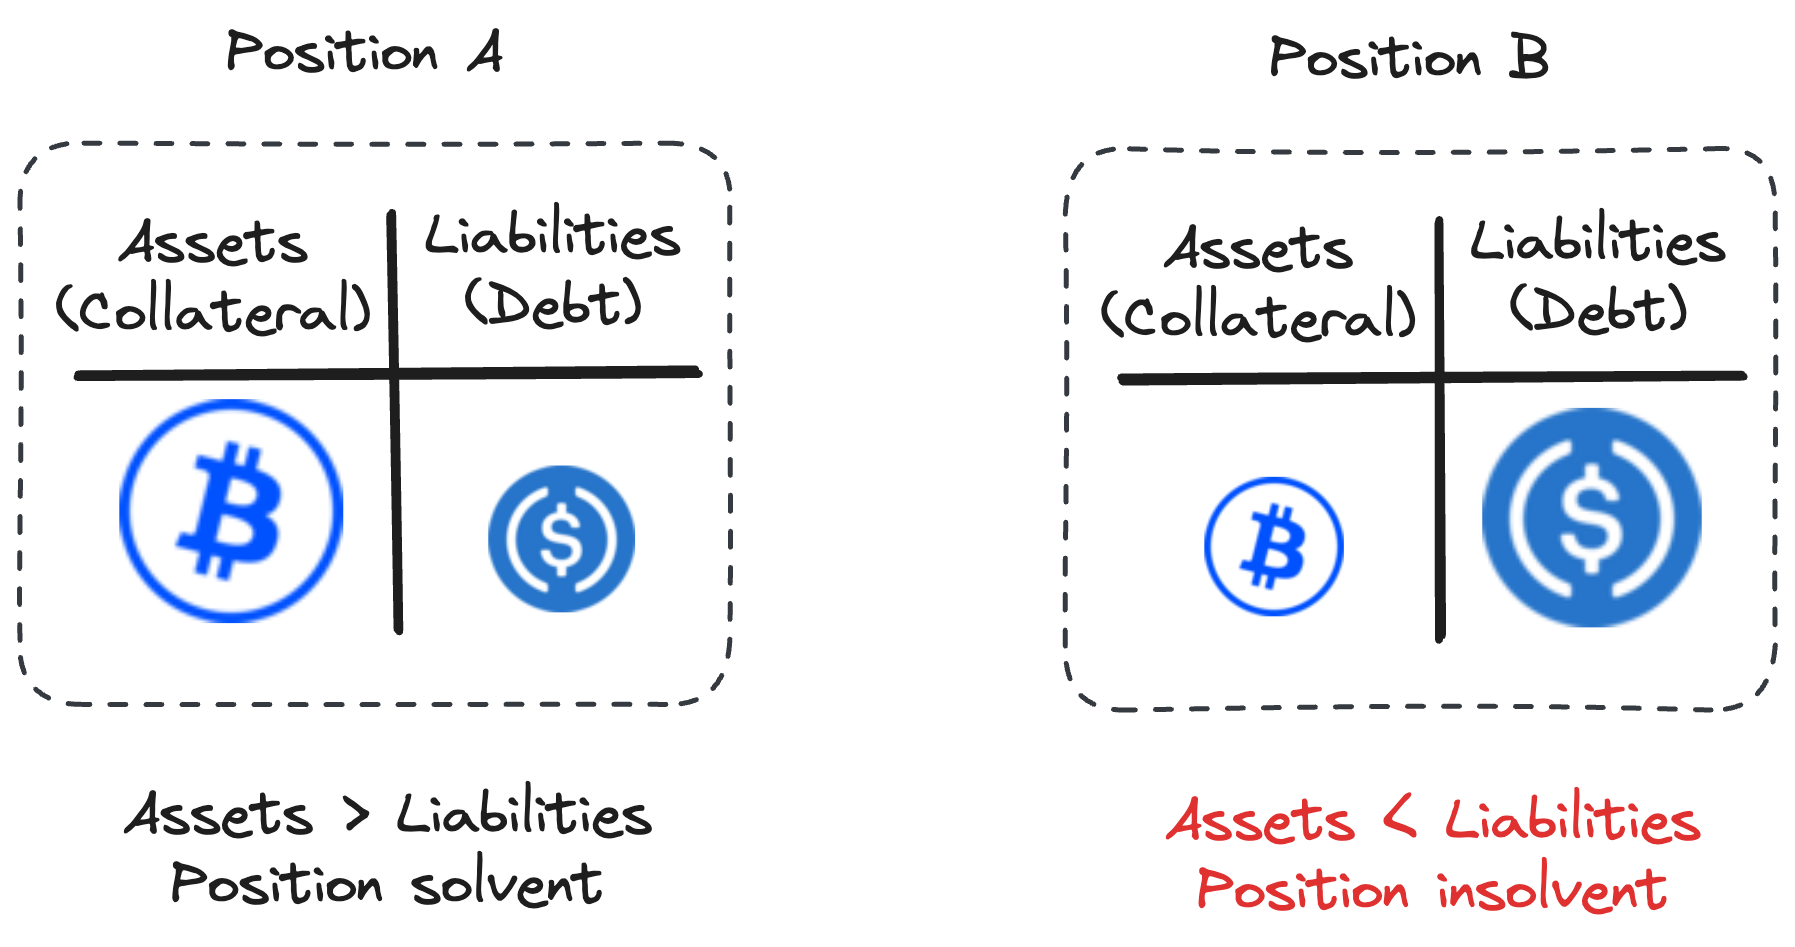 Position A
Assets
(Collateral)
Liabilities
(Debt)
Assets > Liabilities
Position solvent
Position B
Assets
(Collateral)
Liabilities
(Debt)
Assets < Liabilities
Position insolvent